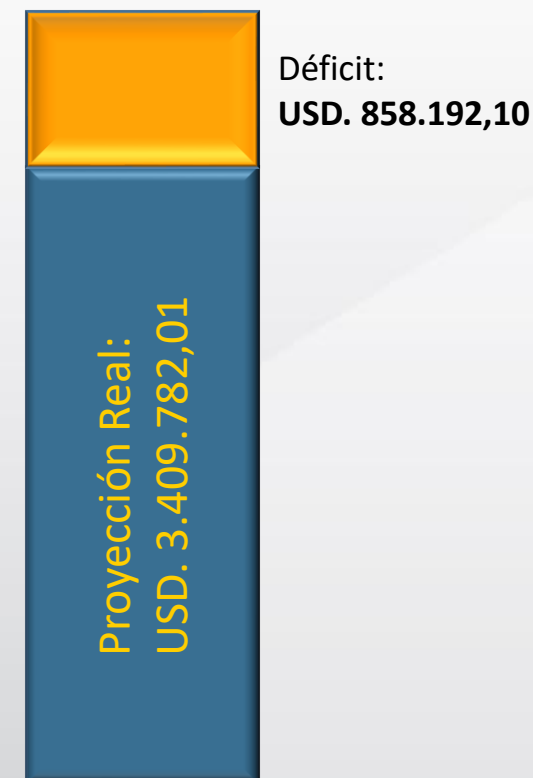 Déficit:
USD. 858.192,10
Proyección Real:
USD. 3.409.782,01